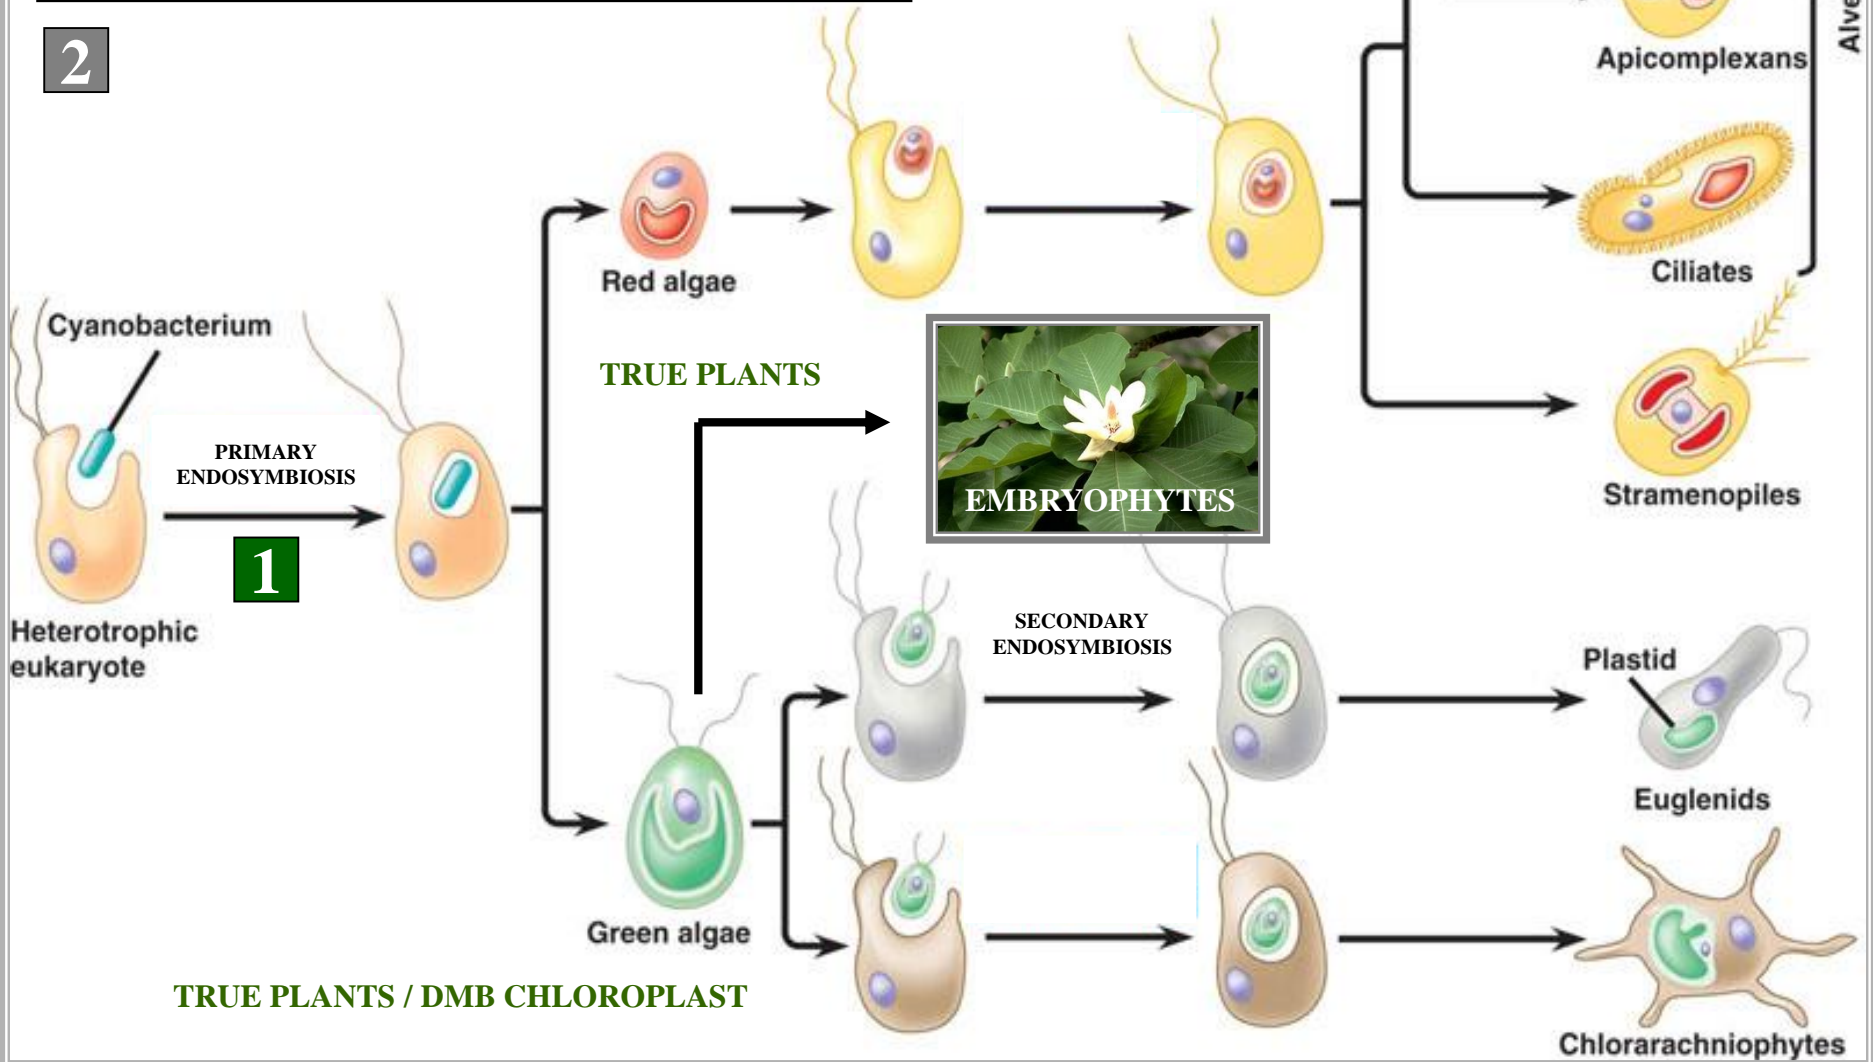 2
Apicomplexans
Alve
Ciliates
Red algae
Cyanobacterium
TRUE PLANTS
PRIMARY
ENDOSYMBIOSIS
EMBRYOPHYTES
Stramenopiles
1
Heterotrophic
eukaryote
SECONDARY
ENDOSYMBIOSIS
Plastid
Euglenids
Green algae
TRUE PLANTS / DMB CHLOROPLAST
Chlorarachniophytes